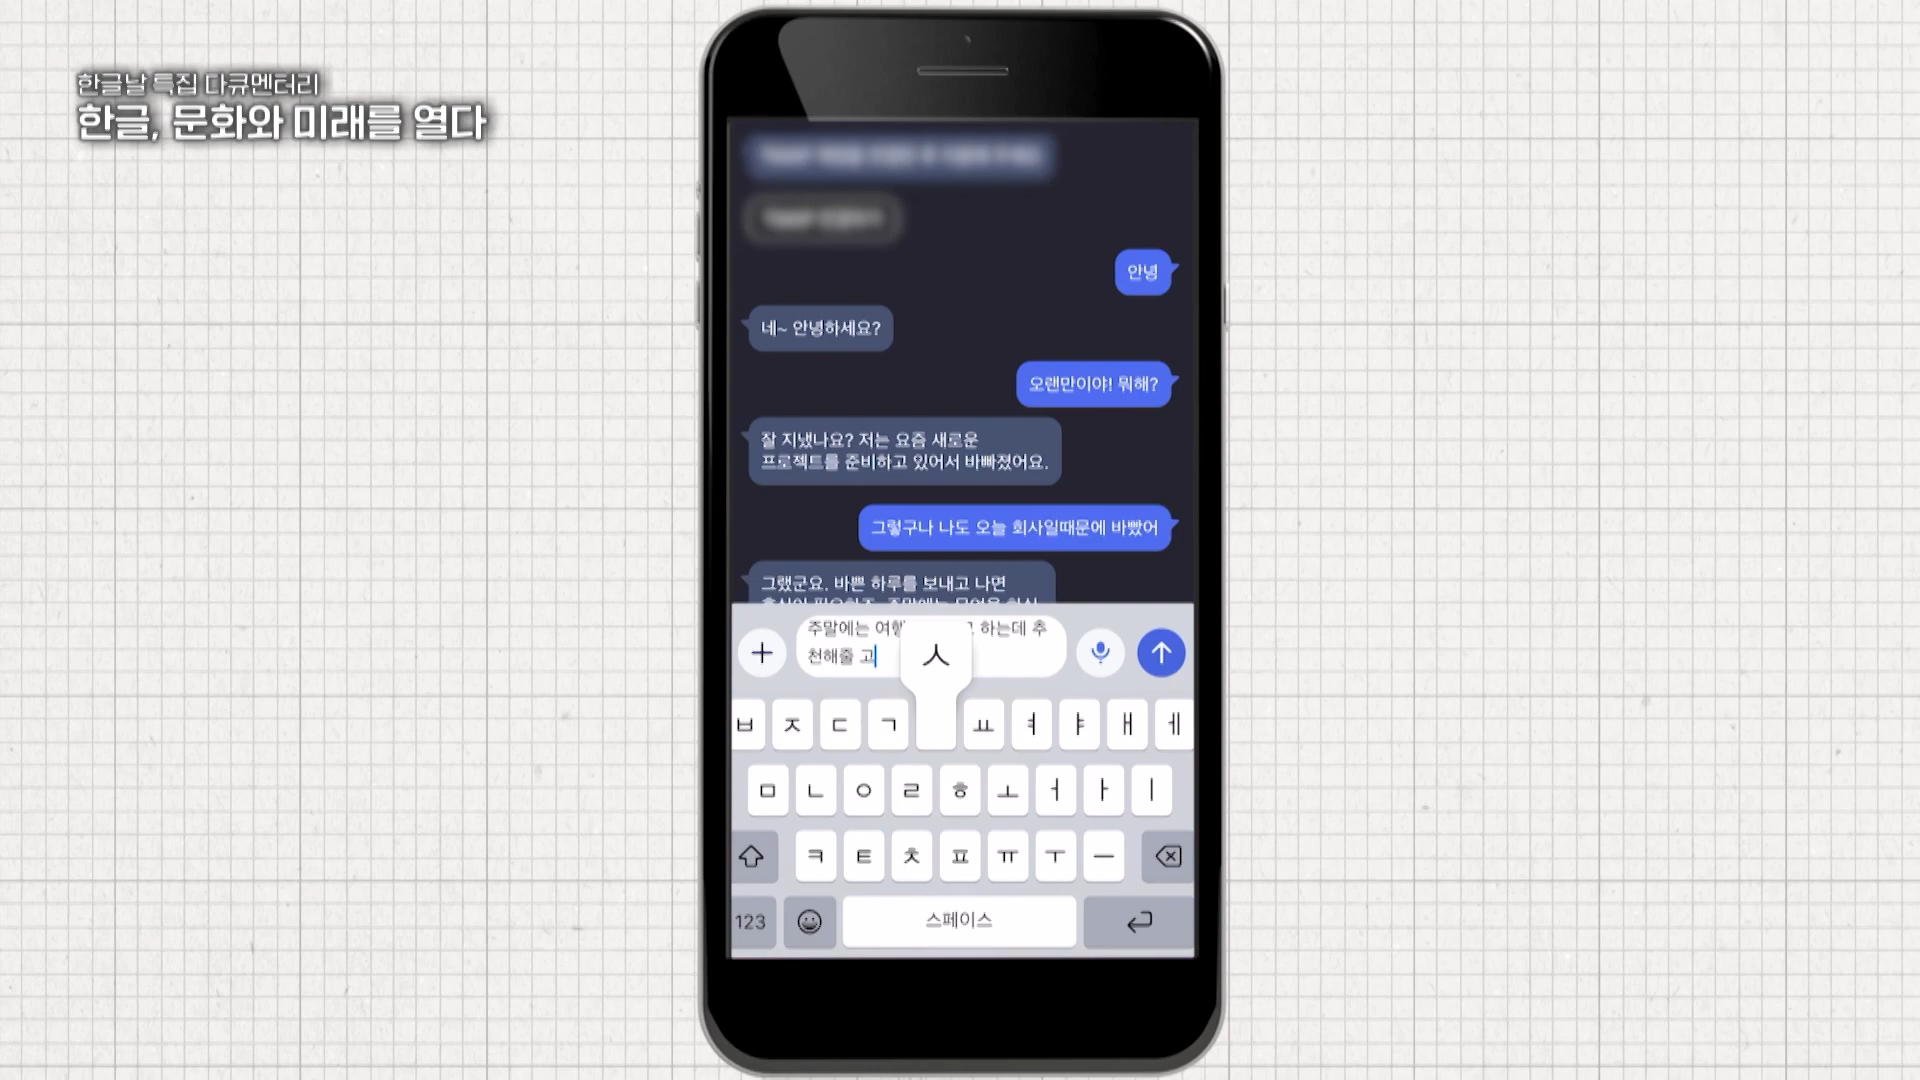 한글날 특집 다큐멘터리
한글, 문화와 미래를 열다
안녕
네~ 안녕하세요?
오랜만이야! 뭐해?
잘 지냈나요? 저는 요즘 새로운
프로젝트를 준비하고 있어서 바빠졌어요.
그렇구나 나도 오늘 회사일때문에 바빴어
그랬군요. 바쁜 하루를 보내고 나면
주말에는 하는데 추
천해줄 고
ㅅ
ㅂ ㅈ ㄷ ㄱ ㅛ ㅕ ㅑ ㅐ ㅔ
ㅁ ㄴ ㅇ ㄹ ㅎ ㅗ ㅓ ㅏ ㅣ
ㅋ ㅌ ㅊ ㅍ ㅠ ㅜ ㅡ
123 스페이스